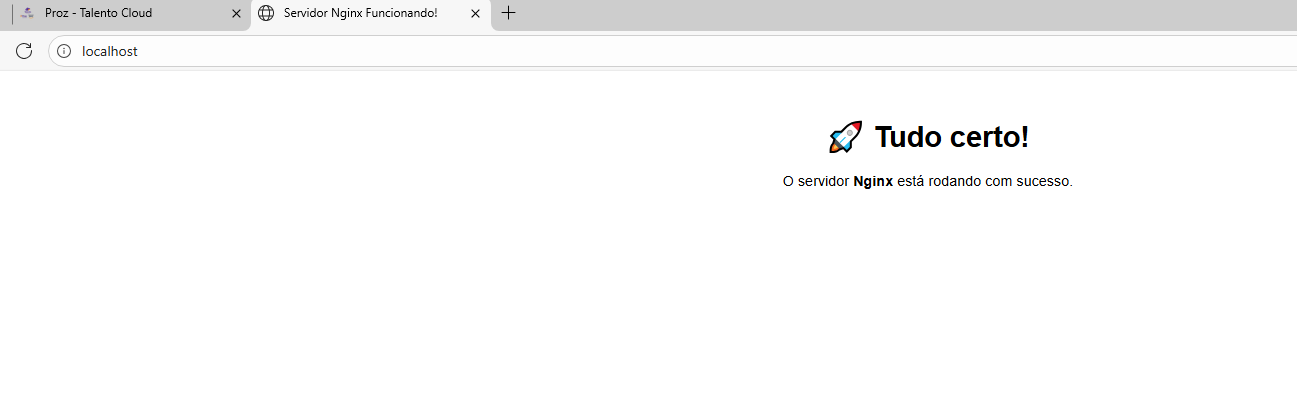 Proz - Talento Cloud
Servidor Nginx Funcionando!
localhost
Tudo certo!
O servidor Nginx está rodando com sucesso.